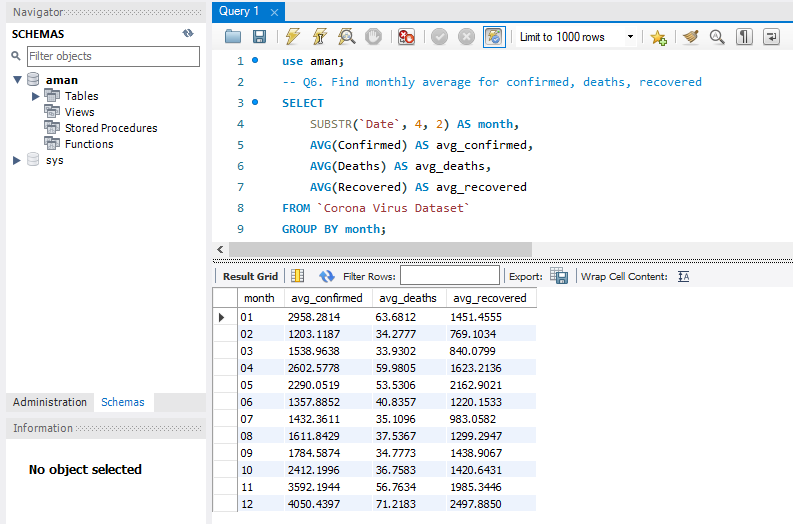 Navigator
SCHEMAS
Filter objects
aman
Tables
Views
Stored Procedures
Functions
sys
Administration Schemas
Information
No object selected
Query 1
Limit to 1000 rows
1 use aman;
2 -- Q6. Find monthly average for confirmed, deaths, recovered
3 SELECT
4 SUBSTR(`Date`, 4, 2) AS month,
5 AVG(Confirmed) AS avg_confirmed,
6 AVG(Deaths) AS avg_deaths,
7 AVG(Recovered) AS avg_recovered
8 FROM `Corona Virus Dataset`
9 GROUP BY month;
Result Grid Filter Rows: Export: Wrap Cell Content:
month avg_confirmed avg_deaths avg_recovered
01 2958.2814 63.6812 1451.4555
02 1203.1187 34.2777 769.1034
03 1538.9638 33.9302 840.0799
04 2602.5778 59.9805 1623.2136
05 2290.0519 53.5306 2162.9021
06 1357.8852 40.8357 1220.1533
07 1432.3611 35.1096 983.0582
08 1611.8429 37.5367 1299.2947
09 1784.5874 34.7773 1438.9067
10 2412.1996 36.7583 1420.6431
11 3592.1944 56.7634 1985.3446
12 4050.4397 71.2183 2497.8850